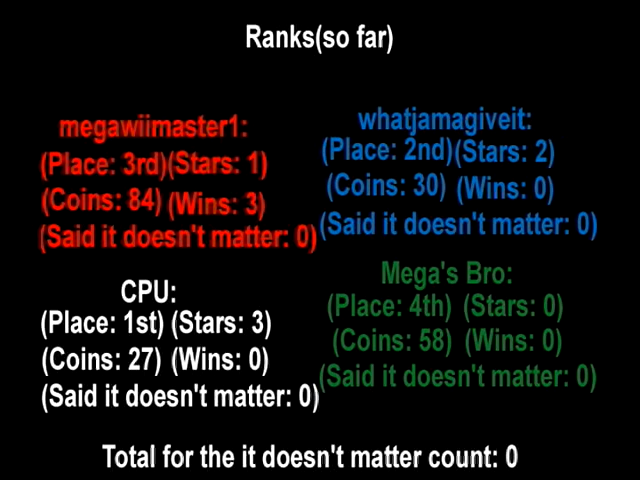 Ranks(so far)
megawiimaster1:
(Place: 3rd)(Stars: 1)
(Coins: 84) (Wins: 3)
(Said it doesn't matter: 0)
whatjamagiveit:
(Place: 2nd)(Stars: 2)
(Coins: 30) (Wins: 0)
(Said it doesn't matter: 0)
CPU:
(Place: 1st) (Stars: 3)
(Coins: 27) (Wins: 0)
(Said it doesn't matter: 0)
Mega's Bro:
(Place: 4th) (Stars: 0)
(Coins: 58) (Wins: 0)
(Said it doesn't matter: 0)
Total for the it doesn't matter count: 0